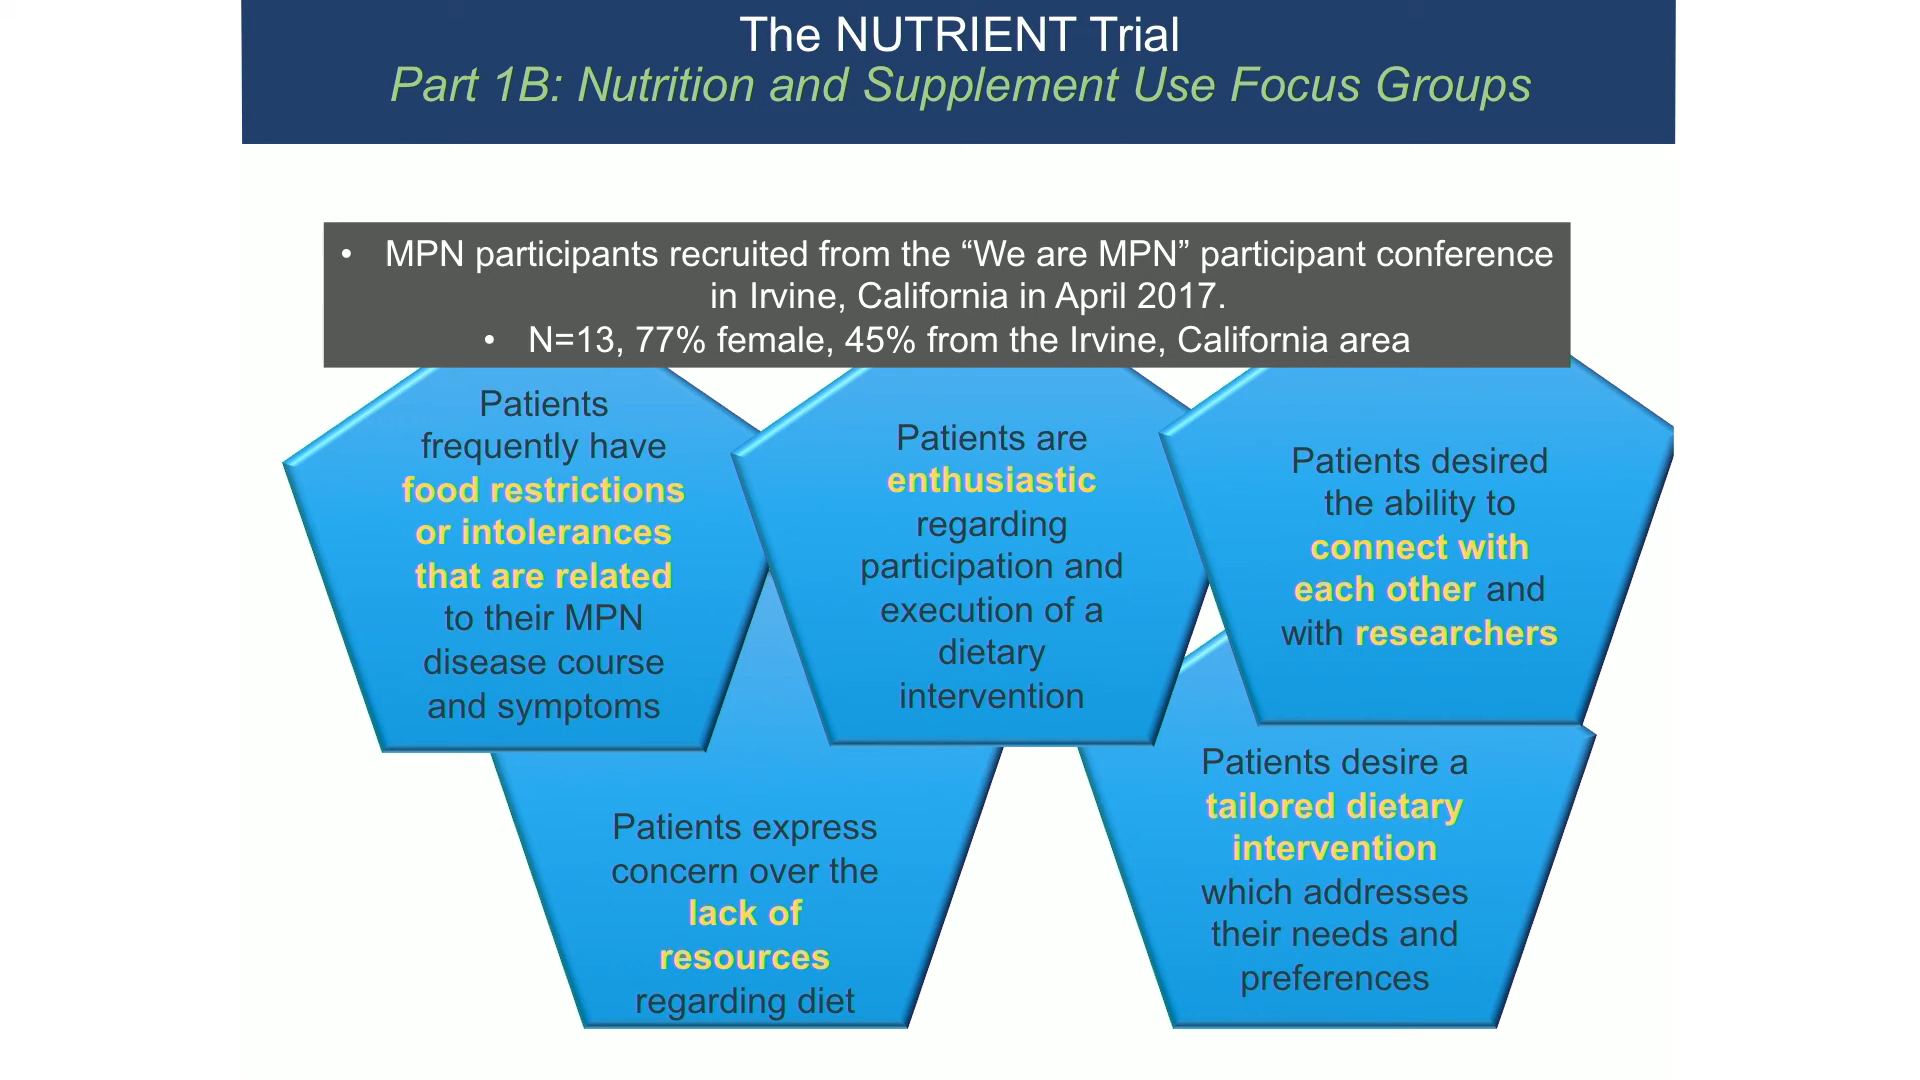 The NUTRIENT Trial
Part 1B: Nutrition and Supplement Use Focus Groups
• MPN participants recruited from the “We are MPN” participant conference
in Irvine, California in April 2017.
• N=13, 77% female, 45% from the Irvine, California area
Patients
frequently have
food restrictions
or intolerances
that are related
to their MPN
disease course
and symptoms
Patients are
enthusiastic
regarding
participation and
execution of a
dietary
intervention
Patients desired
the ability to
connect with
each other and
with researchers
Patients express
concern over the
lack of
resources
regarding diet
Patients desire a
tailored dietary
intervention
which addresses
their needs and
preferences